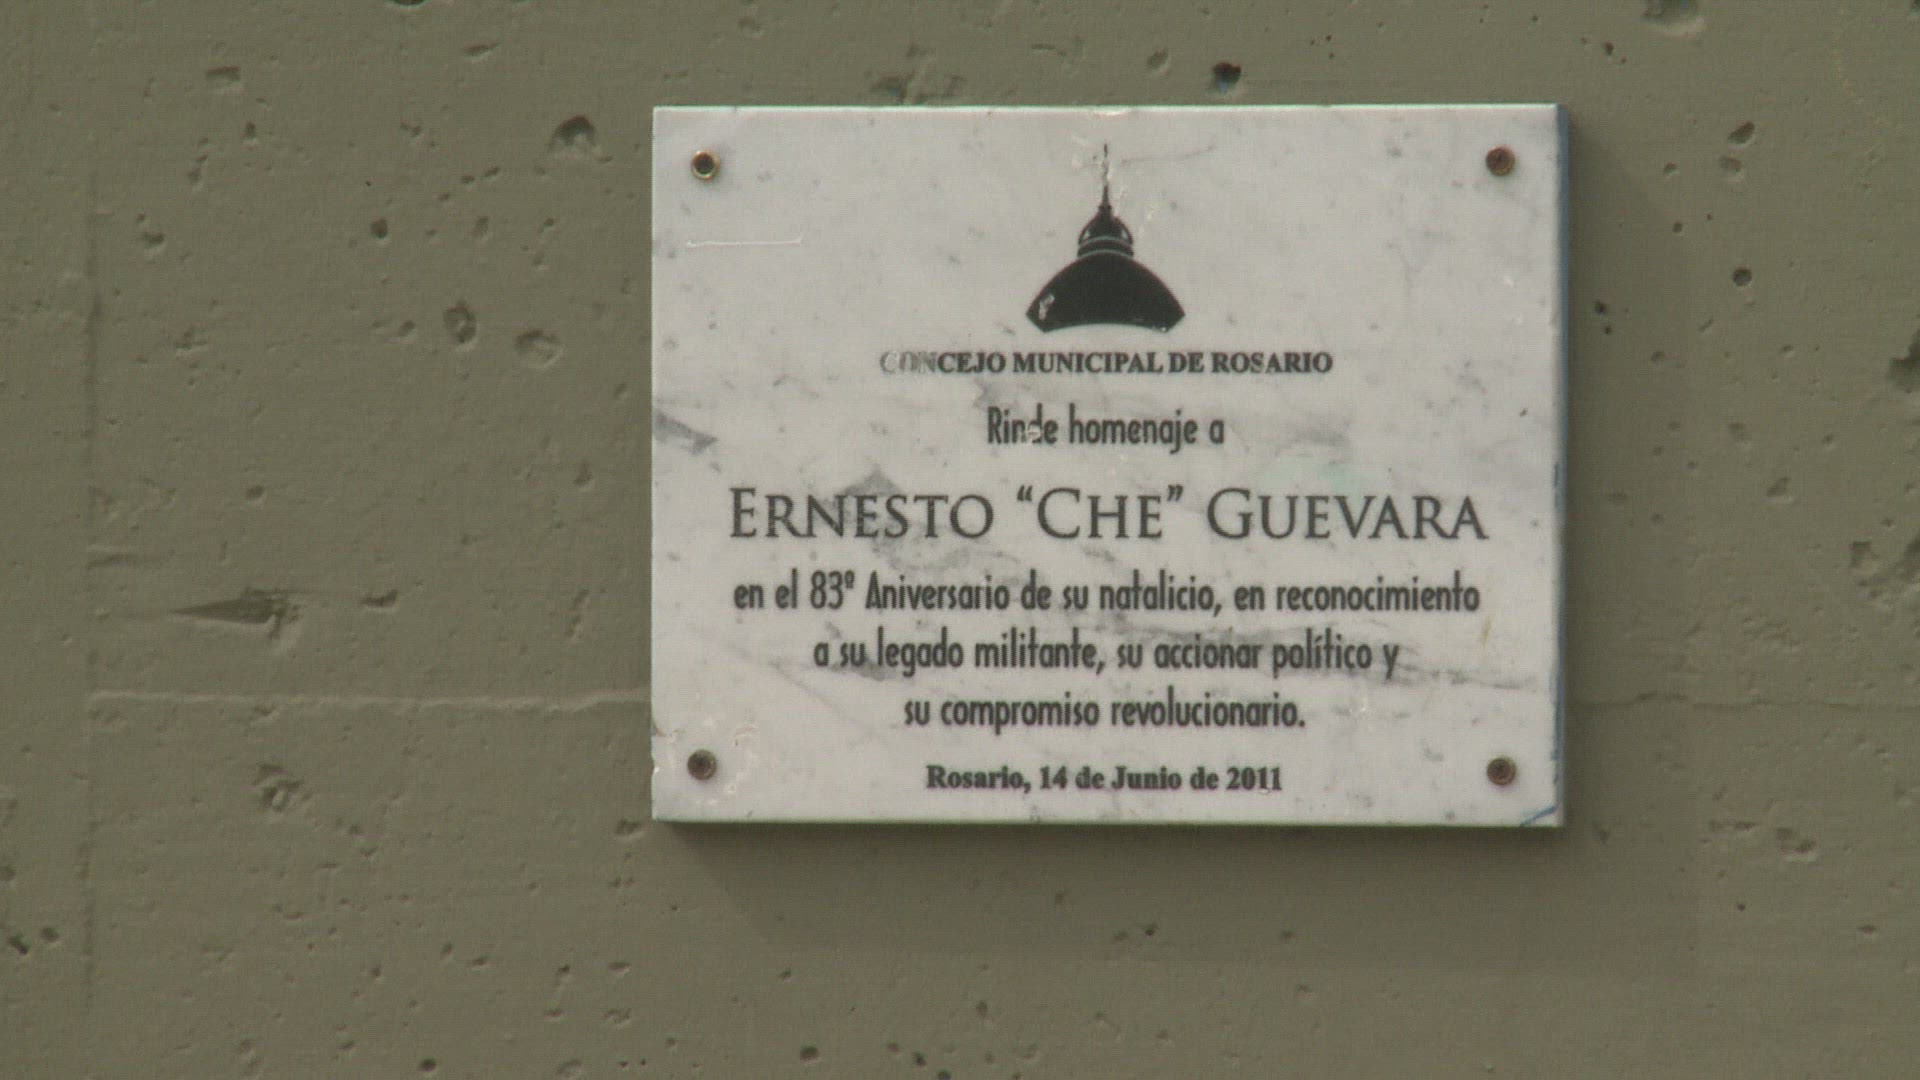 CONCEJO MUNICIPAL DE ROSARIO
Rinde homenaje a
ERNESTO “CHE” GUEVARA
en el 83º Aniversario de su natalicio, en reconocimiento
a su legado militante, su accionar político y
su compromiso revolucionario.
Rosario, 14 de Junio de 2011